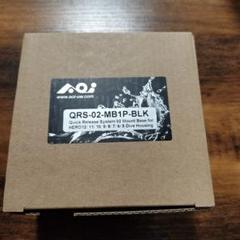 AOi
www.aoi-uw.com
QRS-02-MB1P-BLK
Quick Release System 02 Mount Base for
HERO12, 11, 10, 9, 8, 7, 6, 5 Dive Housing